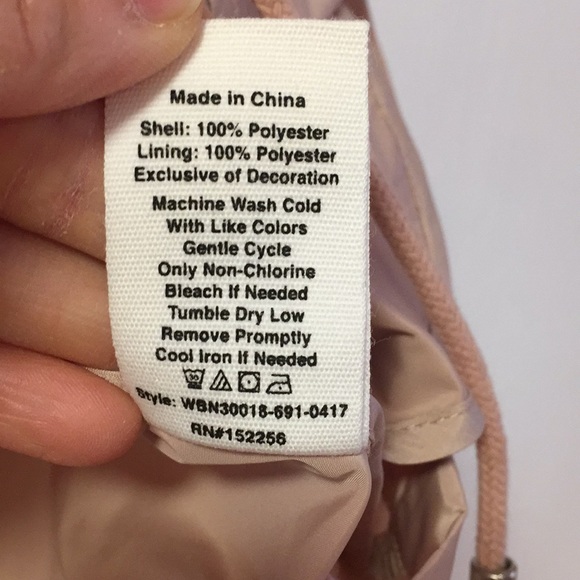 Made in China
Shell: 100% Polyester
Lining: 100% Polyester
Exclusive of Decoration
Machine Wash Cold
With Like Colors
Gentle Cycle
Only Non-Chlorine
Bleach If Needed
Tumble Dry Low
Remove Promptly
Cool Iron If Needed
Style: WBN30018-691-0417
RN#152256